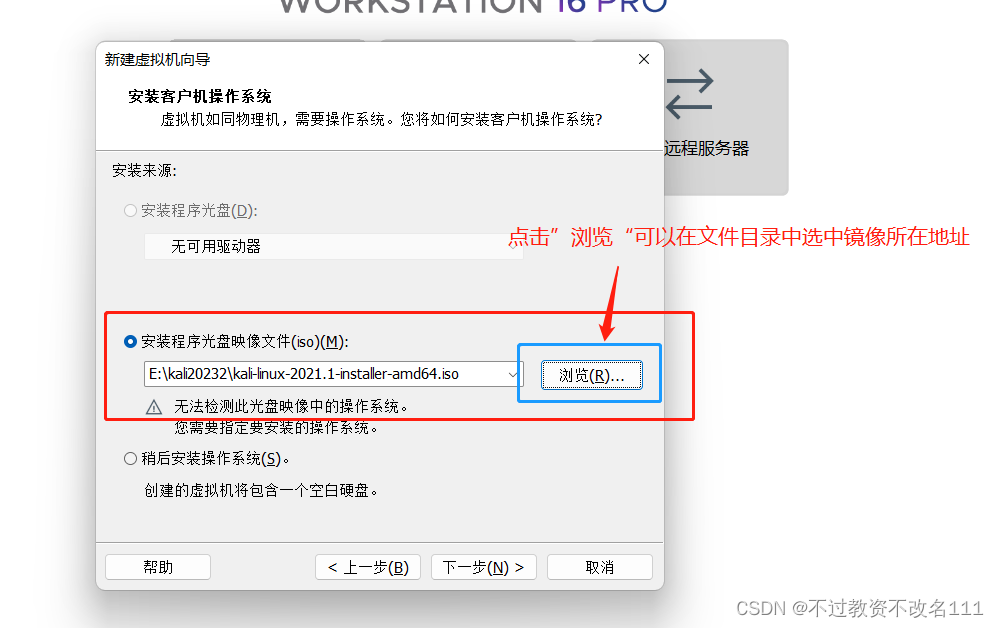 WORKSTATION 16 PRO
新建虚拟机向导
安装客户机操作系统
虚拟机如同物理机，需要操作系统。您将如何安装客户机操作系统?
远程服务器
安装来源:
安装程序光盘(D):
无可用驱动器
点击”浏览“可以在文件目录中选中镜像所在地址
安装程序光盘映像文件(iso)(M):
E:\kali20232\kali-linux-2021.1-installer-amd64.iso
浏览(R)...
无法检测此光盘映像中的操作系统。
您需要指定要安装的操作系统。
稍后安装操作系统(S)。
创建的虚拟机将包含一个空白硬盘。
帮助
< 上一步(B)
下一步(N) >
取消
CSDN @不过教资不改名111